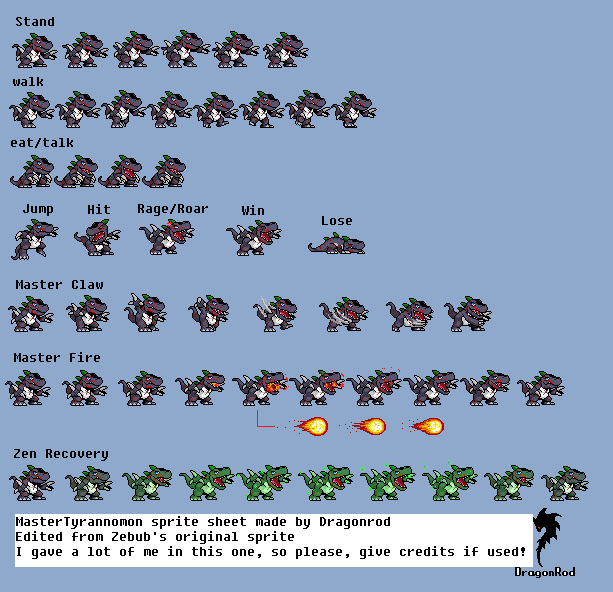 Stand
walk
eat/talk
Jump Hit Rage/Roar Win Lose
Master Claw
Master Fire
Zen Recovery
MasterTyrannomon sprite sheet made by Dragonrod
Edited from Zebub's original sprite
I gave a lot of me in this one, so please, give credits if used!
DragonRod